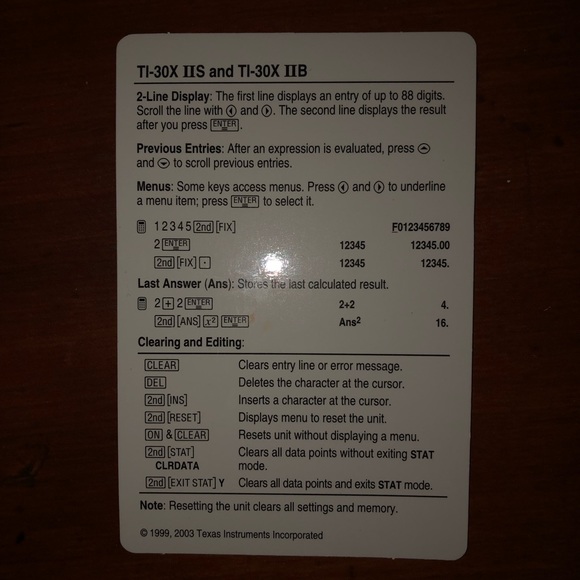 TI-30X IIS and TI-30X IIB
2-Line Display: The first line displays an entry of up to 88 digits.
Scroll the line with ◀ and ▶. The second line displays the result
after you press ENTER.
Previous Entries: After an expression is evaluated, press ▲
and ▼ to scroll previous entries.
Menus: Some keys access menus. Press ◀ and ▶ to underline
a menu item; press ENTER to select it.
12345 2nd [FIX] F0123456789
2 ENTER 12345 12345.00
2nd [FIX] . 12345 12345.
Last Answer (Ans): Stores the last calculated result.
2 + 2 ENTER 2+2 4.
2nd [ANS] x² ENTER Ans² 16.
Clearing and Editing:
CLEAR Clears entry line or error message.
DEL Deletes the character at the cursor.
2nd [INS] Inserts a character at the cursor.
2nd [RESET] Displays menu to reset the unit.
ON & CLEAR Resets unit without displaying a menu.
2nd [STAT] Clears all data points without exiting STAT
CLRDATA mode.
2nd [EXIT STAT] Y Clears all data points and exits STAT mode.
Note: Resetting the unit clears all settings and memory.
© 1999, 2003 Texas Instruments Incorporated